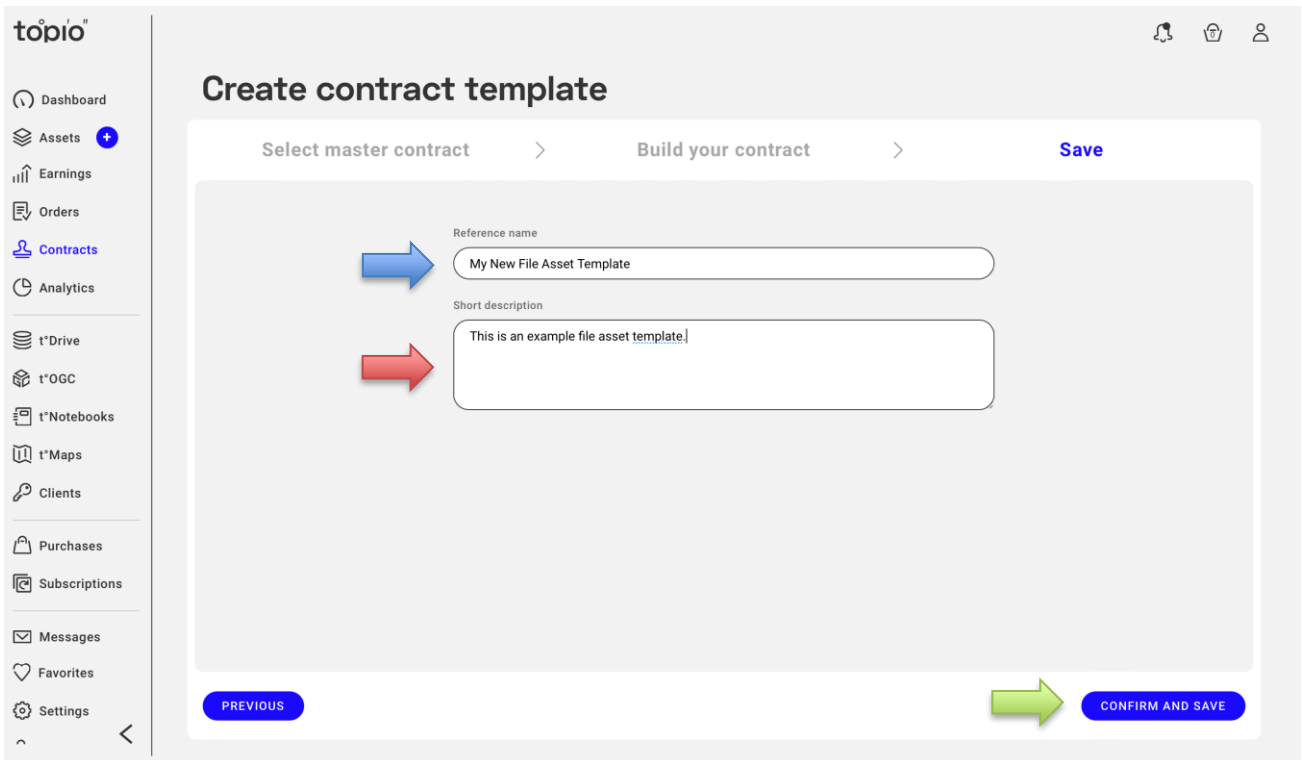 topio
Dashboard
Assets +
Earnings
Orders
Contracts
Analytics
t°Drive
t°OGC
t°Notebooks
t°Maps
Clients
Purchases
Subscriptions
Messages
Favorites
Settings
0
Create contract template
Select master contract > Build your contract > Save
Reference name
My New File Asset Template
Short description
This is an example file asset template.
PREVIOUS
CONFIRM AND SAVE